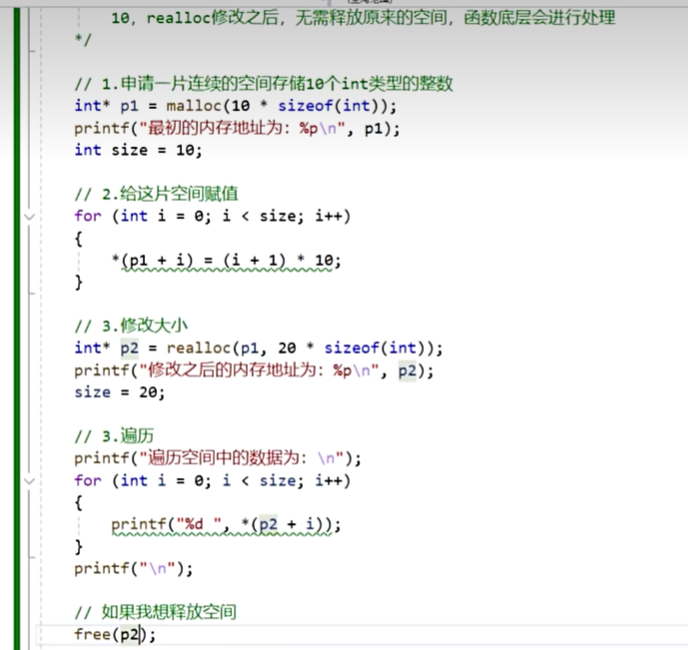 10, realloc修改之后, 无需释放原来的空间, 函数底层会进行处理
*/
// 1.申请一片连续的空间存储10个int类型的整数
int* p1 = malloc(10 * sizeof(int));
printf("最初的内存地址为: %p\n", p1);
int size = 10;
// 2.给这片空间赋值
for (int i = 0; i < size; i++)
{
*(p1 + i) = (i + 1) * 10;
}
// 3.修改大小
int* p2 = realloc(p1, 20 * sizeof(int));
printf("修改之后的内存地址为: %p\n", p2);
size = 20;
// 3.遍历
printf("遍历空间中的数据为: \n");
for (int i = 0; i < size; i++)
{
printf("%d ", *(p2 + i));
}
printf("\n");
// 如果我想释放空间
free(p2);